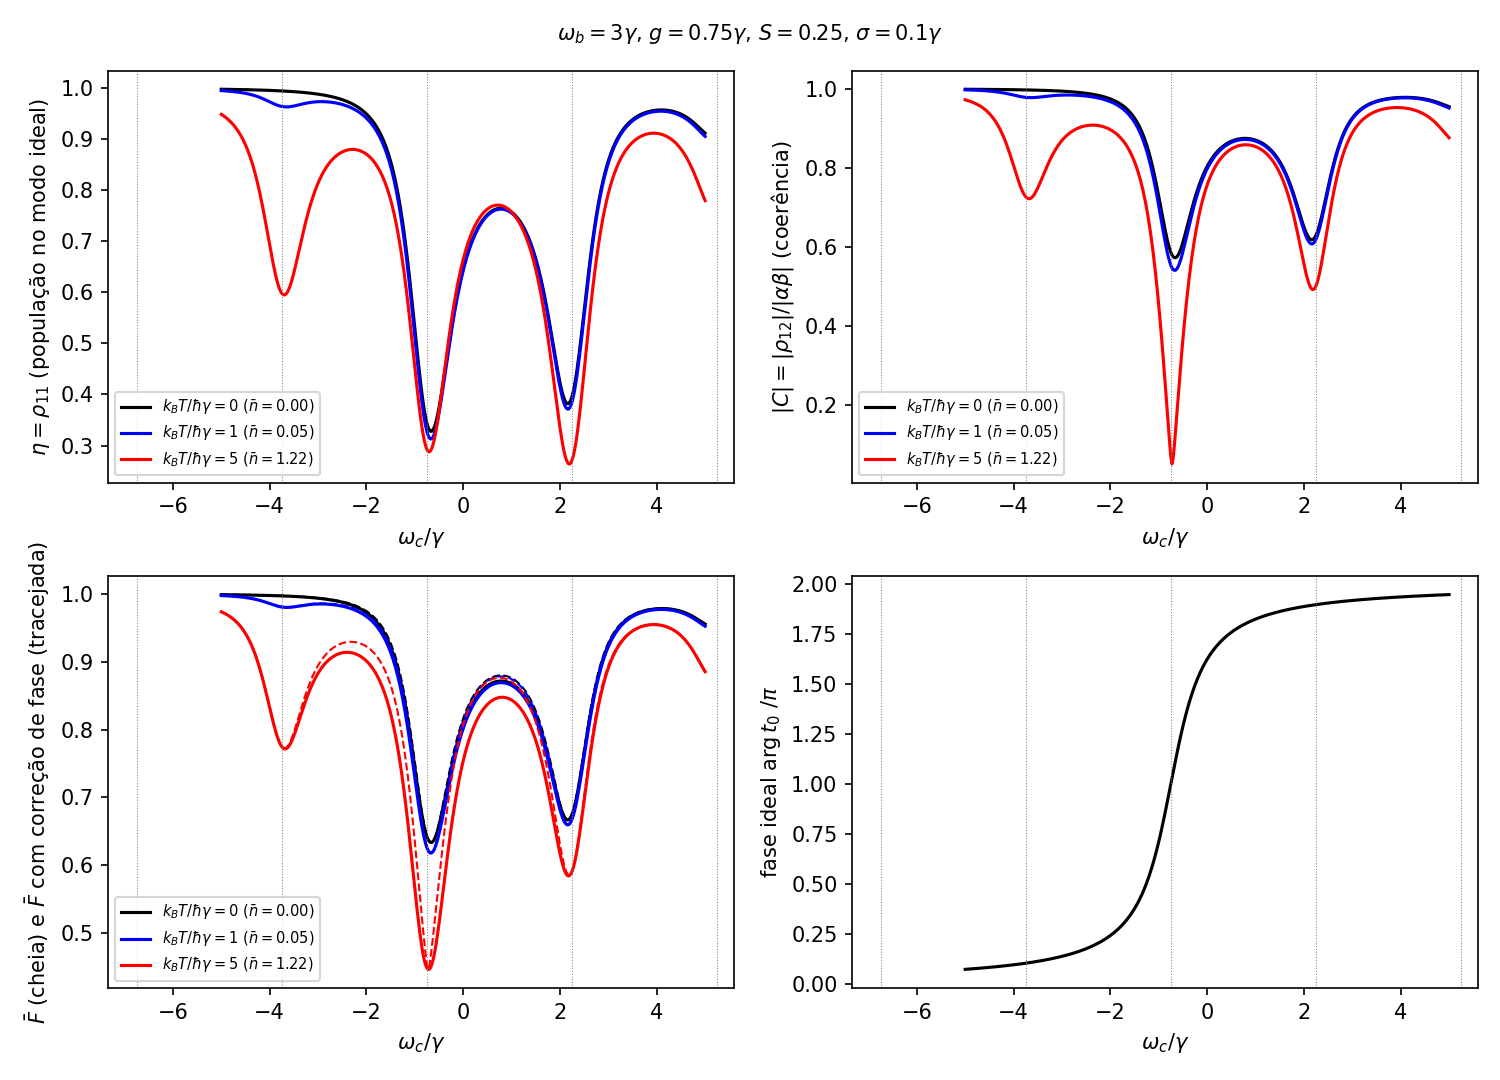 ω_b = 3γ, g = 0.75γ, S = 0.25, σ = 0.1γ
η = ρ₁₁ (população no modo ideal)
1.0
0.9
0.8
0.7
0.6
0.5
0.4
0.3
k_BT/ħγ = 0 (n̄ = 0.00)
k_BT/ħγ = 1 (n̄ = 0.05)
k_BT/ħγ = 5 (n̄ = 1.22)
−6 −4 −2 0 2 4
ω_c/γ
|C| = |ρ₁₂|/|αβ| (coerência)
1.0
0.8
0.6
0.4
0.2
k_BT/ħγ = 0 (n̄ = 0.00)
k_BT/ħγ = 1 (n̄ = 0.05)
k_BT/ħγ = 5 (n̄ = 1.22)
−6 −4 −2 0 2 4
ω_c/γ
F̄ (cheia) e F̄ com correção de fase (tracejada)
1.0
0.9
0.8
0.7
0.6
0.5
k_BT/ħγ = 0 (n̄ = 0.00)
k_BT/ħγ = 1 (n̄ = 0.05)
k_BT/ħγ = 5 (n̄ = 1.22)
−6 −4 −2 0 2 4
ω_c/γ
fase ideal arg t₀ /π
2.00
1.75
1.50
1.25
1.00
0.75
0.50
0.25
0.00
−6 −4 −2 0 2 4
ω_c/γ